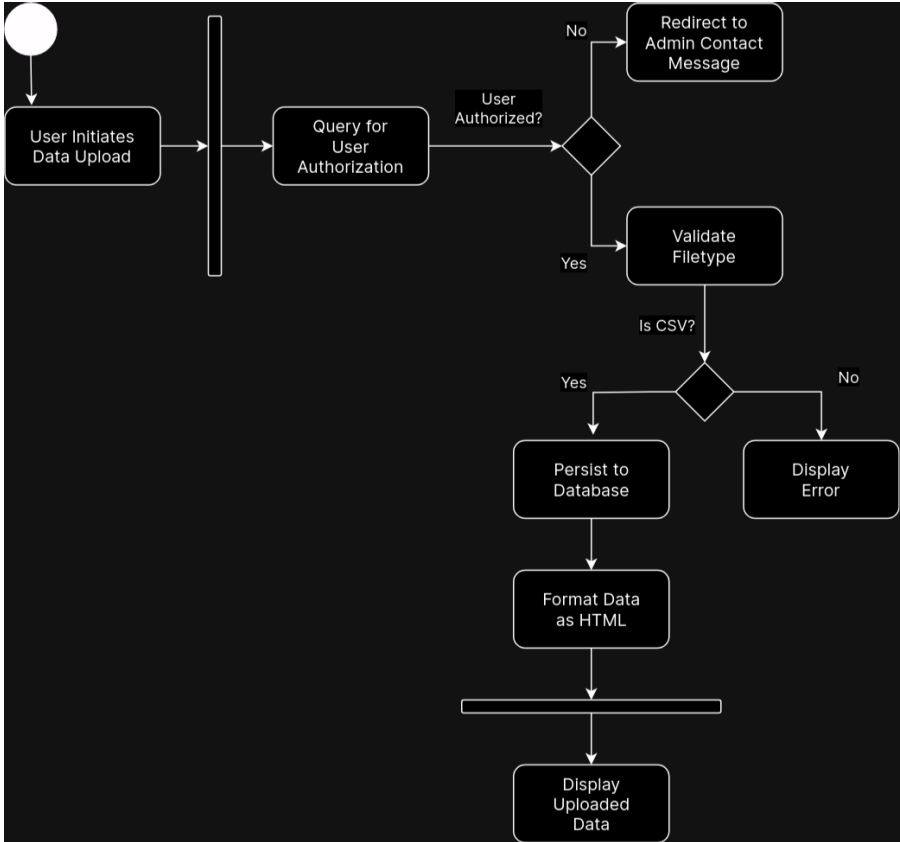 No
Redirect to
Admin Contact
Message
User
Authorized?
User Initiates
Data Upload
Query for
User
Authorization
Yes
Validate
Filetype
Is CSV?
Yes
No
Persist to
Database
Display
Error
Format Data
as HTML
Display
Uploaded
Data